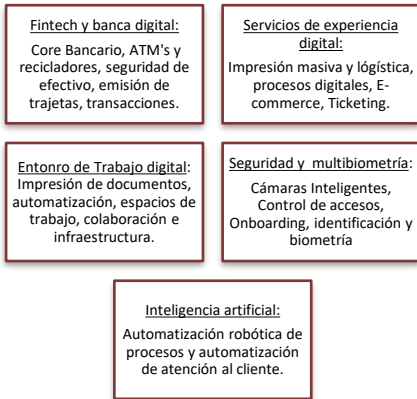 Fintech y banca digital:
Core Bancario, ATM's y
recicladores, seguridad de
efectivo, emisión de
trajetas, transacciones.
Servicios de experiencia
digital:
Impresión masiva y lógística,
procesos digitales, E-
commerce, Ticketing.
Entonro de Trabajo digital:
Impresión de documentos,
automatización, espacios de
trabajo, colaboración e
infraestructura.
Seguridad y multibiometría:
Cámaras Inteligentes,
Control de accesos,
Onboarding, identificación y
biometría
Inteligencia artificial:
Automatización robótica de
procesos y automatización
de atención al cliente.